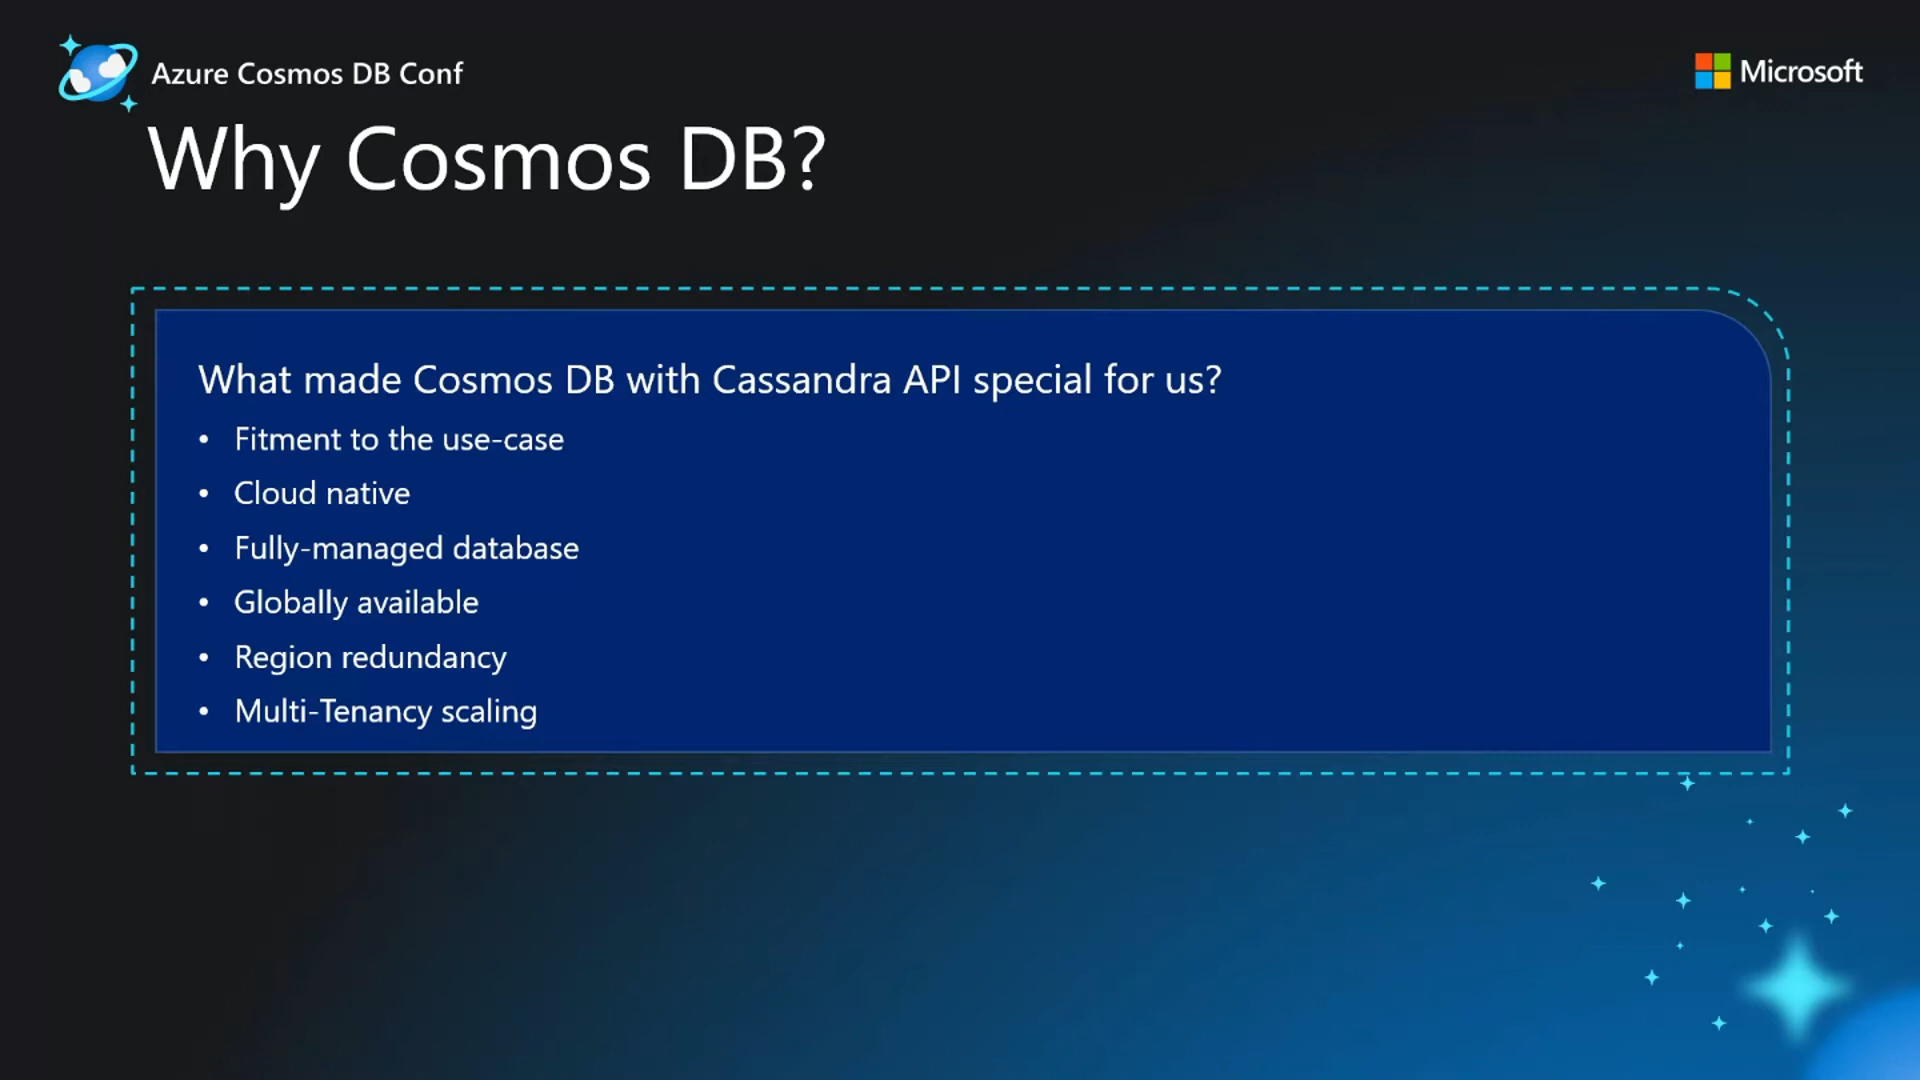 Azure Cosmos DB Conf
Microsoft
Why Cosmos DB?
What made Cosmos DB with Cassandra API special for us?
• Fitment to the use-case
• Cloud native
• Fully-managed database
• Globally available
• Region redundancy
• Multi-Tenancy scaling